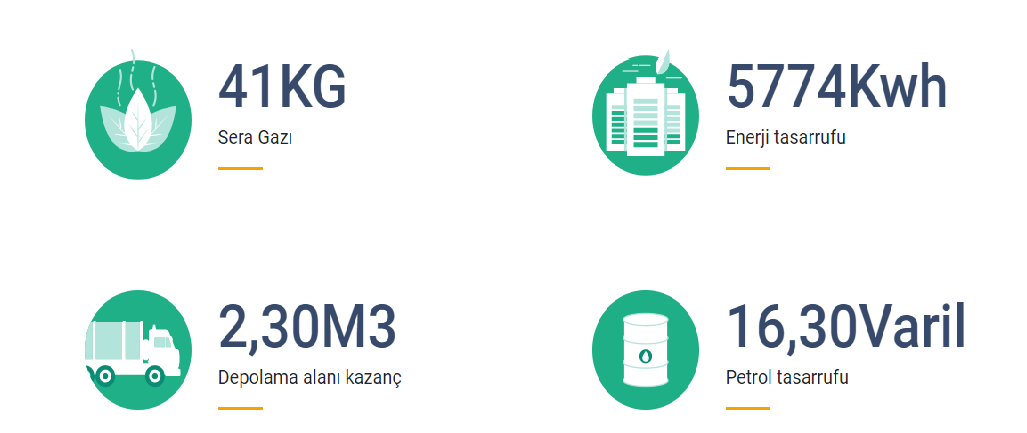 41KG
Sera Gazı
5774Kwh
Enerji tasarrufu
2,30M3
Depolama alanı kazanç
16,30Varil
Petrol tasarrufu